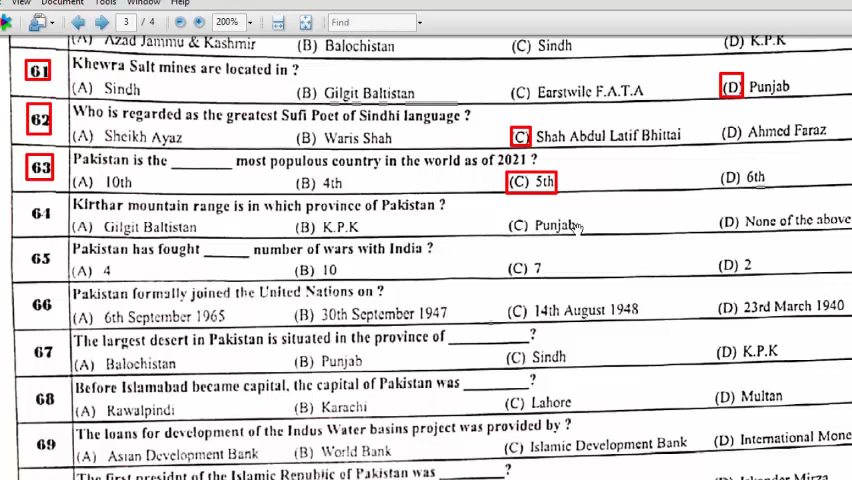 Document Tools Window Help
3 / 4 200% Find
(A) Azad Jammu & Kashmir (B) Balochistan (C) Sindh (D) K.P.K
61 Khewra Salt mines are located in ?
(A) Sindh (B) Gilgit Baltistan (C) Earstwile F.A.T.A (D) Punjab
62 Who is regarded as the greatest Sufi Poet of Sindhi language ?
(A) Sheikh Ayaz (B) Waris Shah (C) Shah Abdul Latif Bhittai (D) Ahmed Faraz
63 Pakistan is the ______ most populous country in the world as of 2021 ?
(A) 10th (B) 4th (C) 5th (D) 6th
64 Kirthar mountain range is in which province of Pakistan ?
(A) Gilgit Baltistan (B) K.P.K (C) Punjab (D) None of the above
65 Pakistan has fought _____ number of wars with India ?
(A) 4 (B) 10 (C) 7 (D) 2
66 Pakistan formally joined the United Nations on ?
(A) 6th September 1965 (B) 30th September 1947 (C) 14th August 1948 (D) 23rd March 1940
67 The largest desert in Pakistan is situated in the province of ________ ?
(A) Balochistan (B) Punjab (C) Sindh (D) K.P.K
68 Before Islamabad became capital, the capital of Pakistan was ________ ?
(A) Rawalpindi (B) Karachi (C) Lahore (D) Multan
69 The loans for development of the Indus Water basins project was provided by ?
(A) Asian Development Bank (B) World Bank (C) Islamic Development Bank (D) International Mone
The first presidnt of the Islamic Republic of Pakistan was ________ ?
Iskander Mirza